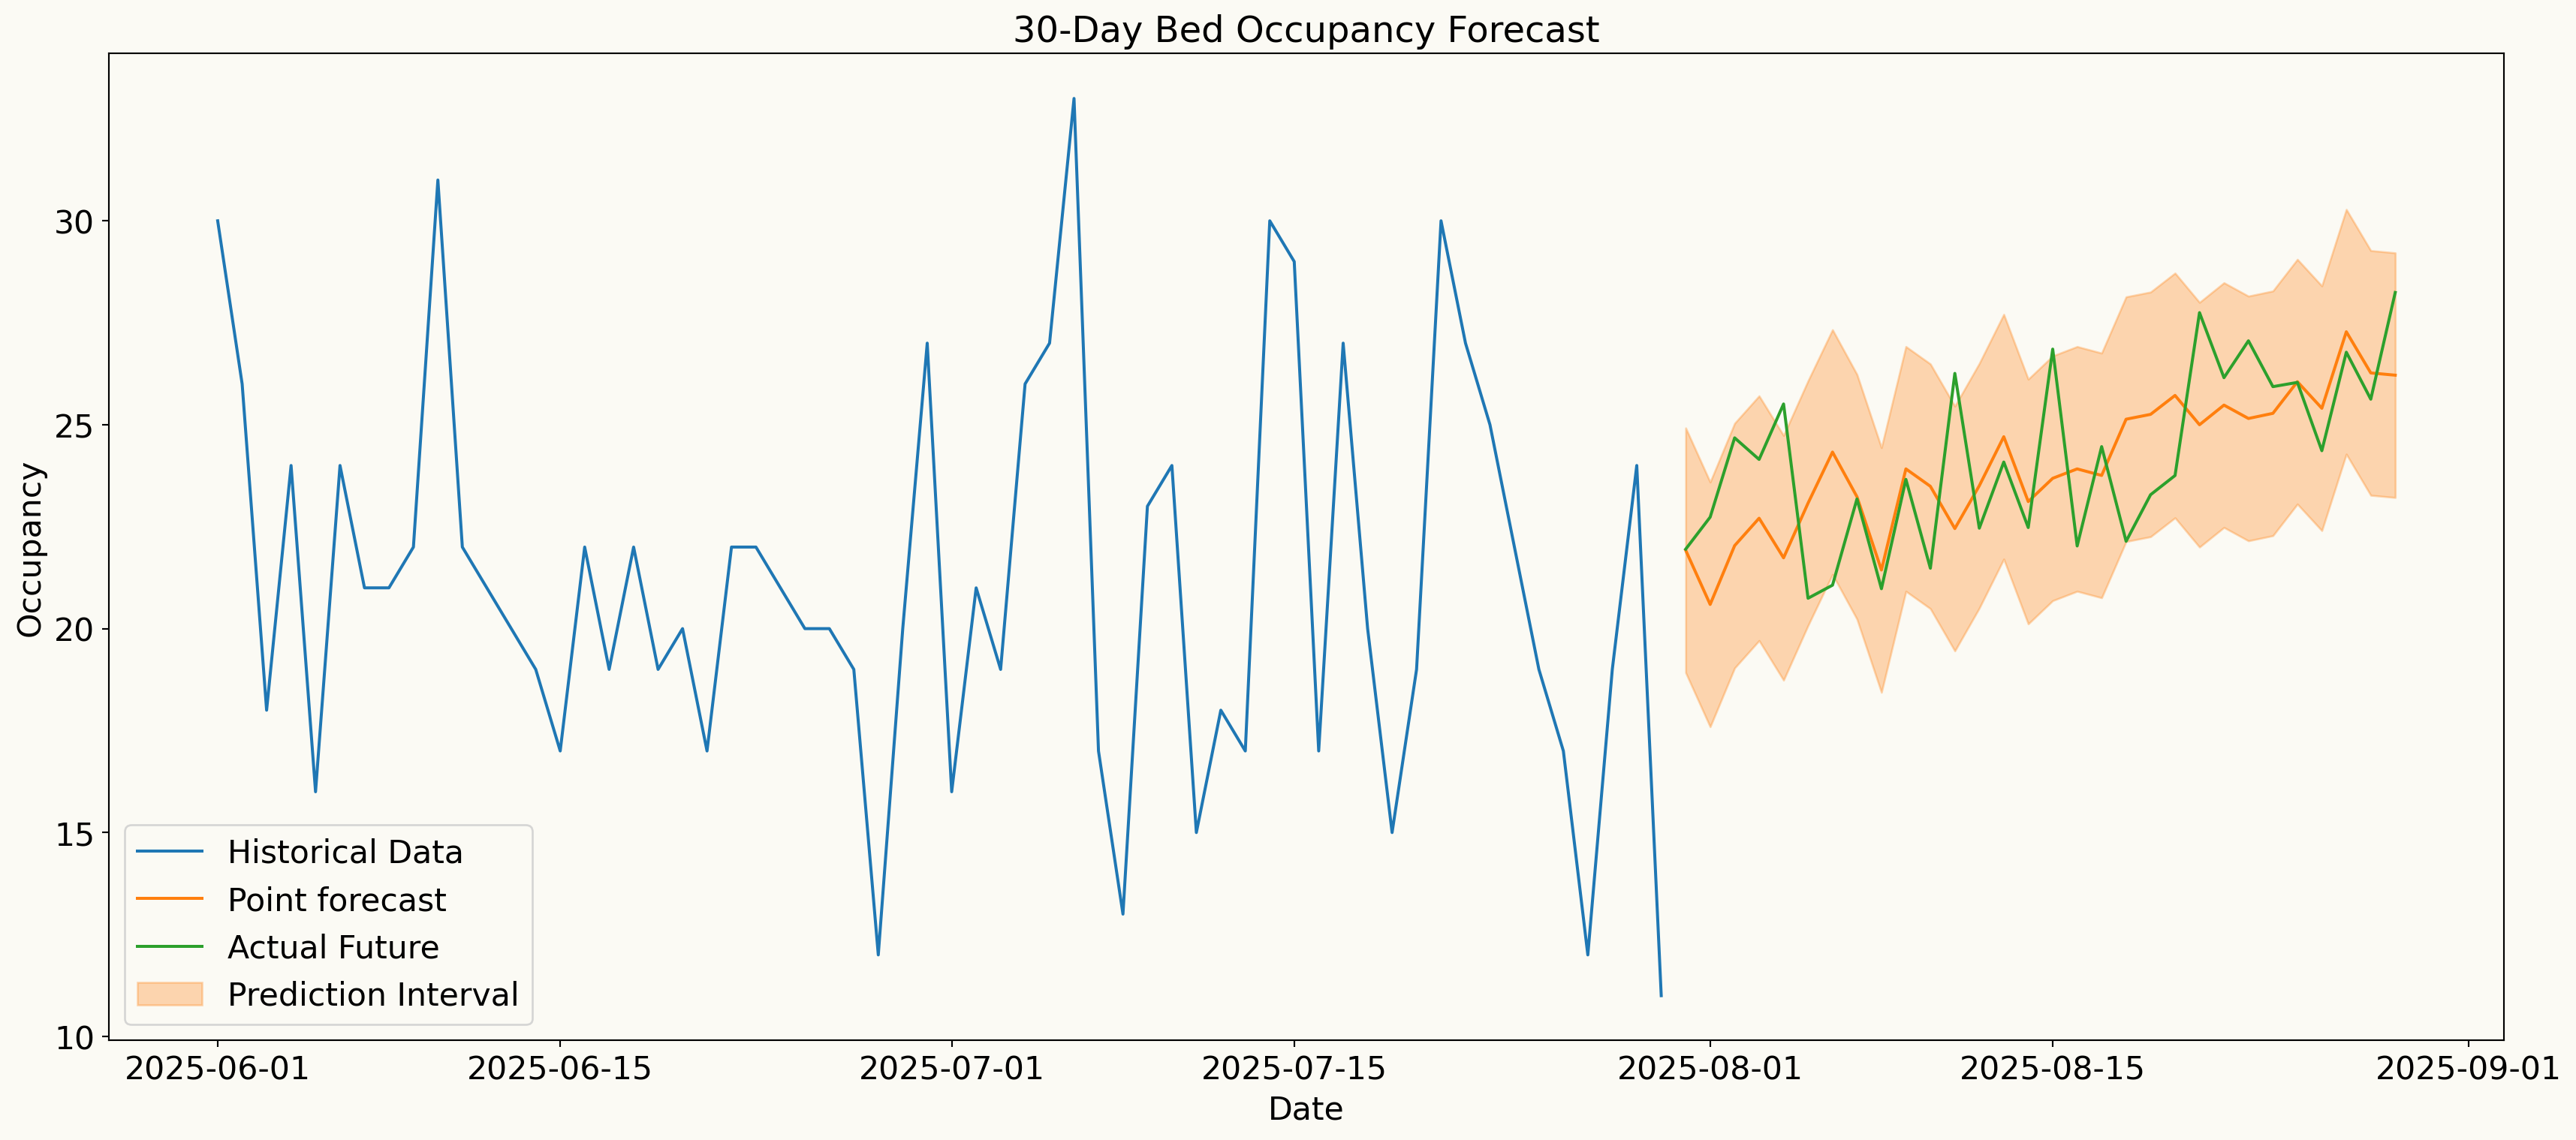 30-Day Bed Occupancy Forecast
Occupancy
30
25
20
15
10
Historical Data
Point forecast
Actual Future
Prediction Interval
2025-06-01 2025-06-15 2025-07-01 2025-07-15 2025-08-01 2025-08-15 2025-09-01
Date